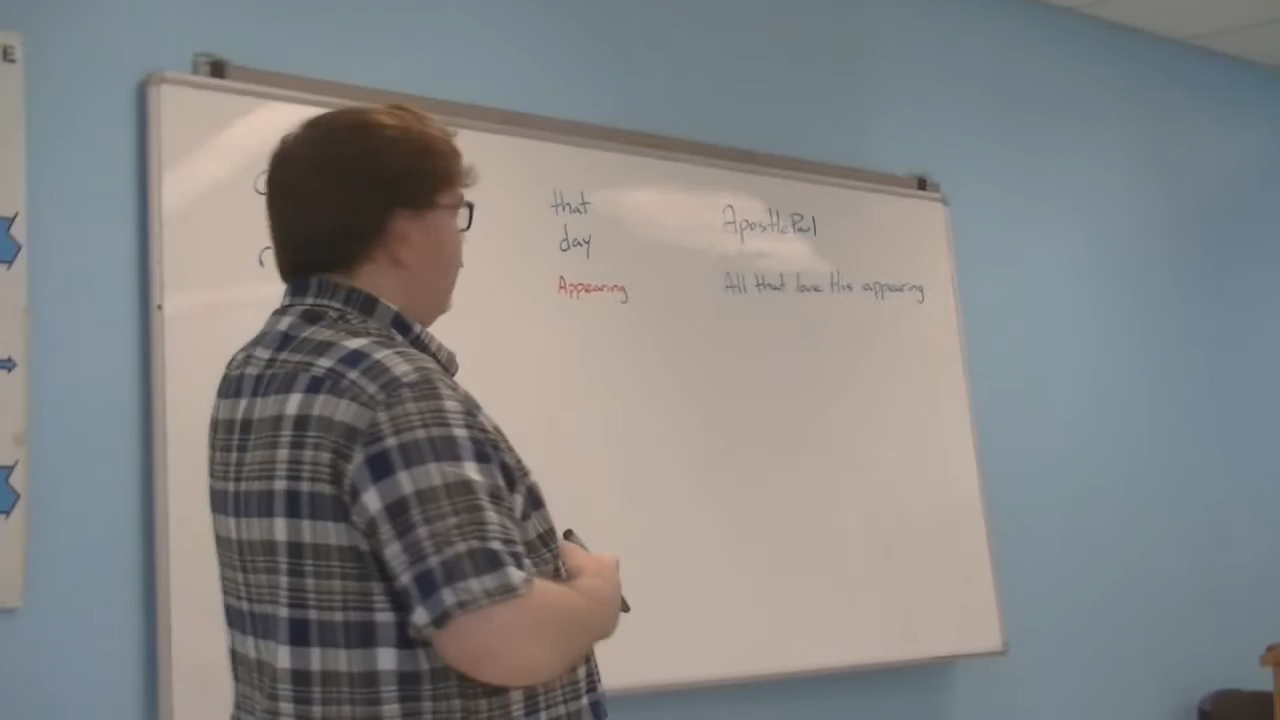 E
that
day
Appearing
Apostle Paul
All that love His appearing